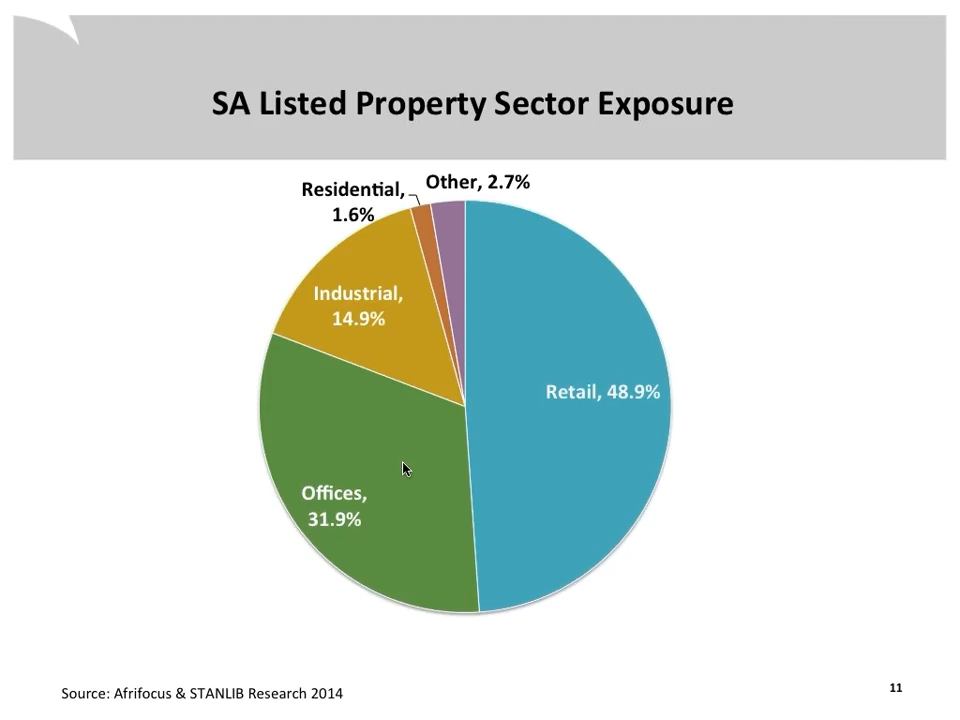 SA Listed Property Sector Exposure
Residential,
1.6%
Other, 2.7%
Industrial,
14.9%
Retail, 48.9%
Offices,
31.9%
Source: Afrifocus & STANLIB Research 2014
11